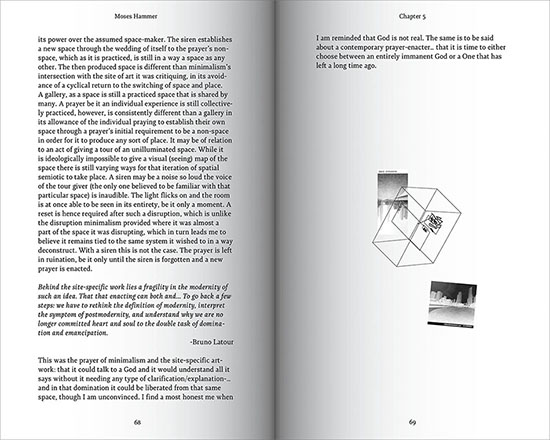 Moses Hammer
its power over the assumed space-maker. The siren establishes
a new space through the wedding of itself to the prayer's non-
space, which as it is practiced, is still in a way a space as any
other. The then produced space is different than minimalism's
intersection with the site of art it was critiquing, in its avoid-
ance of a cyclical return to the switching of space and place.
A gallery, as a space is still a practiced space that is shared by
many. A prayer be it an individual experience is still collective-
ly practiced, however, is consistently different than a gallery in
its allowance of the individual praying to establish their own
space through a prayer's initial requirement to be a non-space
in order for it to produce any sort of place. It may be of relation
to an act of giving a tour of an unilluminated space. While it
is ideologically impossible to give a visual (seeing) map of the
space there is still varying ways for that iteration of spatial
semiotic to take place. A siren may be a noise so loud the voice
of the tour giver (the only one believed to be familiar with that
particular space) is inaudible. The light flicks on and the room
is at once able to be seen in its entirety, be it only a moment. A
reset is hence required after such a disruption, which is unlike
the disruption minimalism provided where it was almost a
part of the space it was disrupting, which in turn leads me to
believe it remains tied to the same system it wished to in a way
deconstruct. With a siren this is not the case. The prayer is left
in ruination, be it only until the siren is forgotten and a new
prayer is enacted.
Behind the site-specific work lies a fragility in the modernity of
such an idea. That that enacting can both and... To go back a few
steps: we have to rethink the definition of modernity, interpret
the symptom of postmodernity, and understand why we are no
longer committed heart and soul to the double task of domina-
tion and emancipation.
-Bruno Latour
This was the prayer of minimalism and the site-specific art-
work: that it could talk to a God and it would understand all it
says without it needing any type of clarification/explanation-..
and in that domination it could be liberated from that same
space, though I am unconvinced. I find a most honest me when
68
Chapter 5
I am reminded that God is not real. The same is to be said
about a contemporary prayer-enacter.. that it is time to either
choose between an entirely immanent God or a One that has
left a long time ago.
69